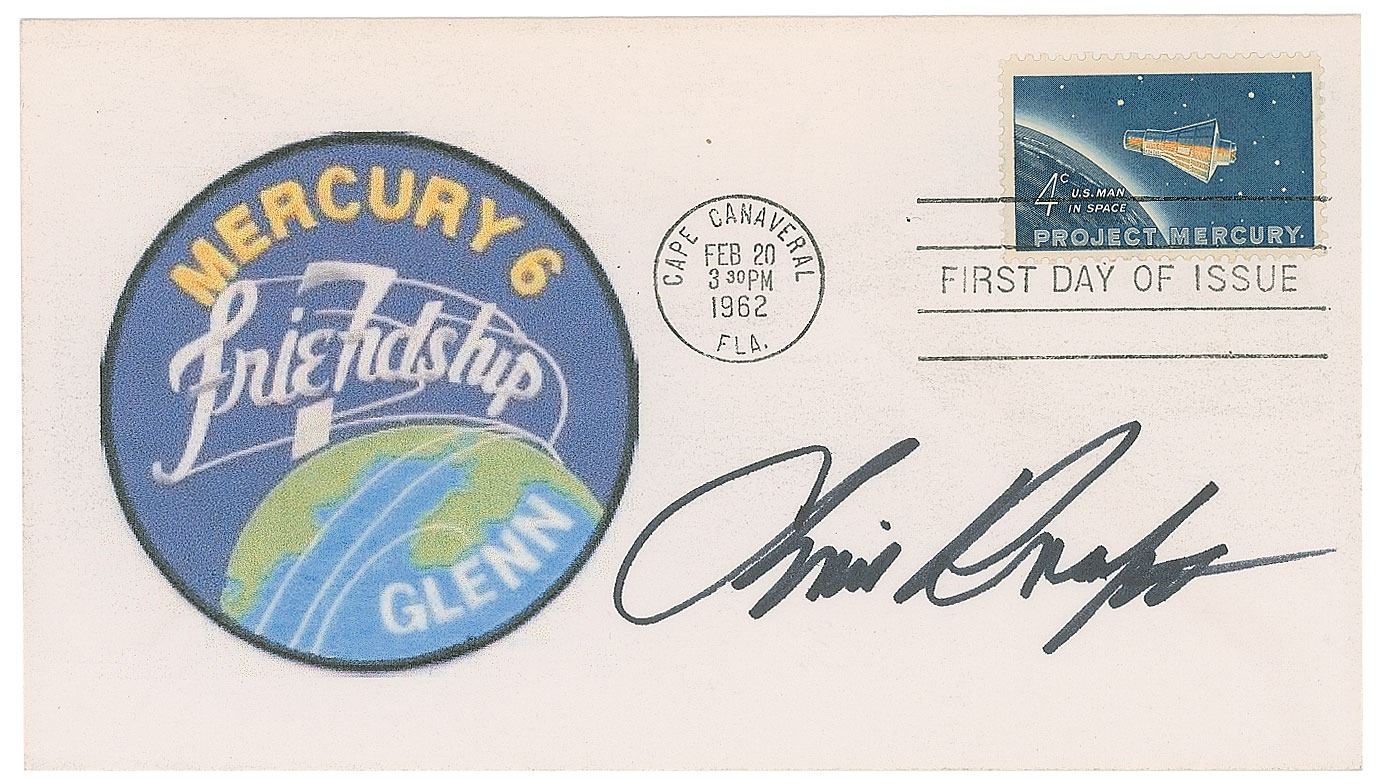 MERCURY 6
Friendship
7
GLENN
CAPE CANAVERAL
FEB 20
3 30 PM
1962
FLA.
4c U.S. MAN
IN SPACE
PROJECT MERCURY.
FIRST DAY OF ISSUE